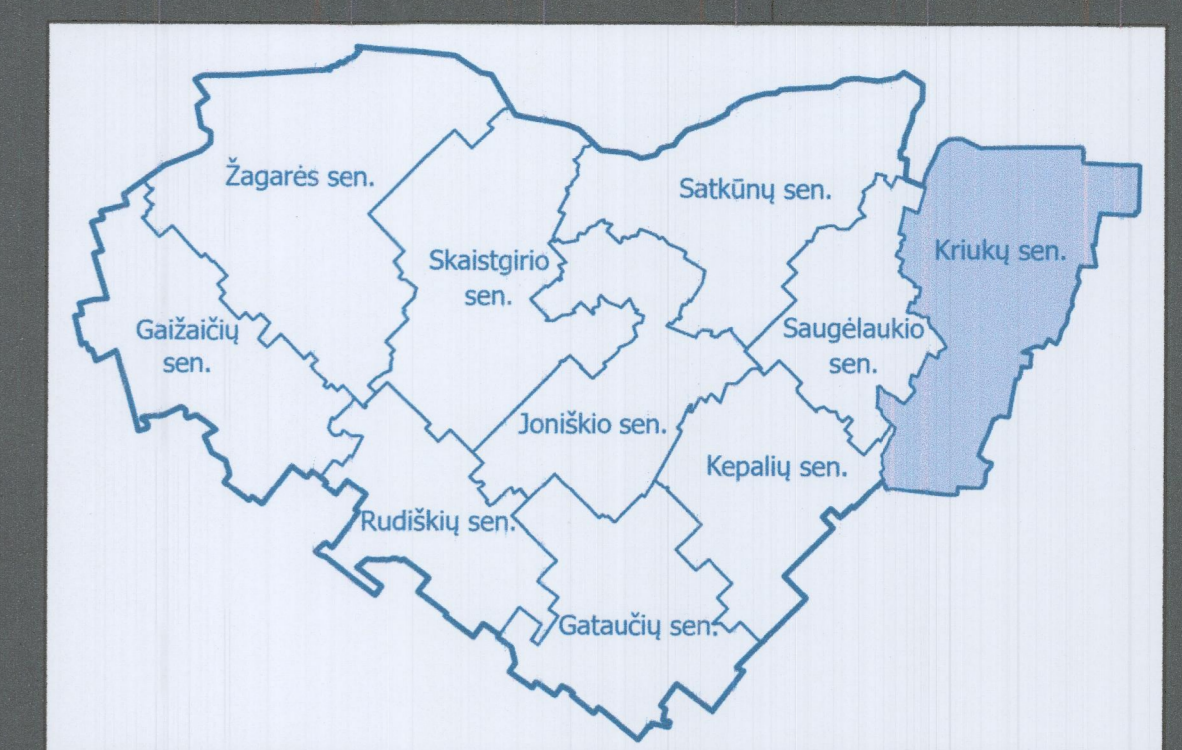 Žagarės sen.
Satkūnų sen.
Kriukų sen.
Skaistgirio
sen.
Gaižaičių
sen.
Saugėlaukio
sen.
Joniškio sen.
Kepalių sen.
Rudiškių sen.
Gataučių sen.